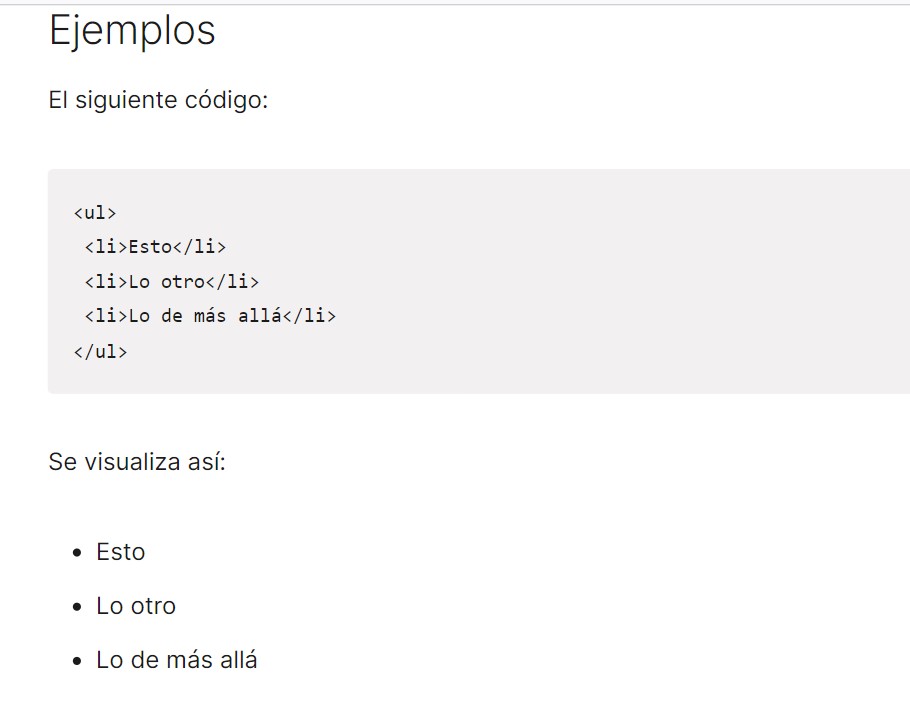 Ejemplos
El siguiente código:
<ul>
 <li>Esto</li>
 <li>Lo otro</li>
 <li>Lo de más allá</li>
</ul>
Se visualiza así:
• Esto
• Lo otro
• Lo de más allá